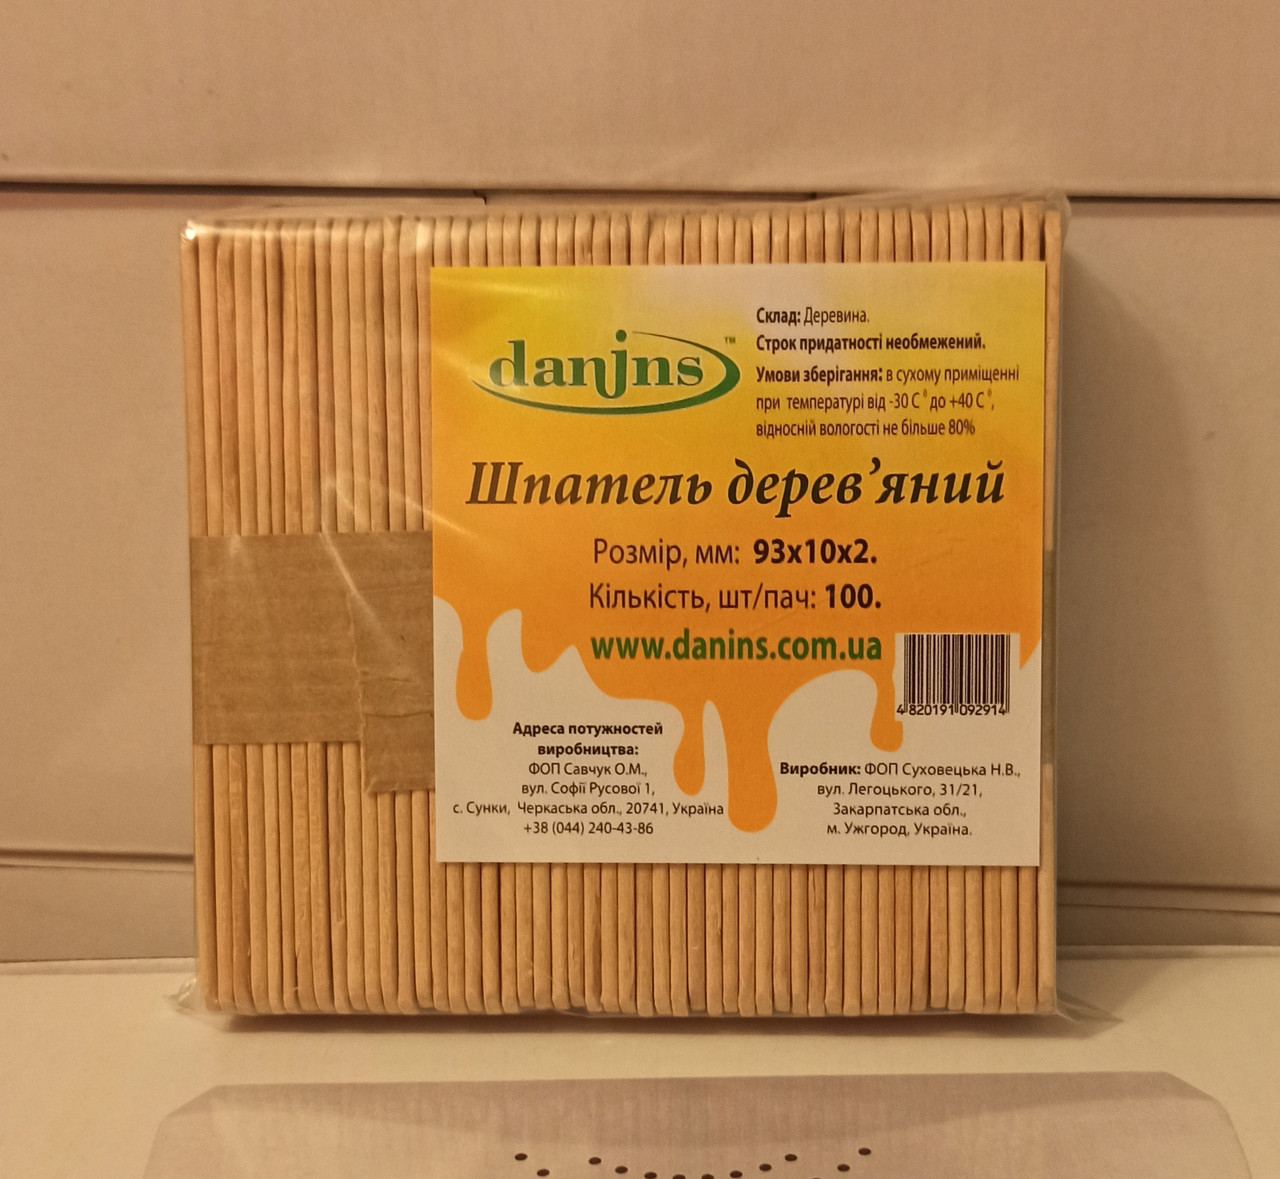 danjns™
Склад: Деревина.
Строк придатності необмежений.
Умови зберігання: в сухому приміщенні
при температурі від -30 С° до +40 С°,
відносній вологості не більше 80%
Шпатель дерев’яний
Розмір, мм: 93х10х2.
Кількість, шт/пач: 100.
www.danins.com.ua
4 820191 092914
Адреса потужностей
виробництва:
ФОП Савчук О.М.,
вул. Софії Русової 1,
с. Сунки, Черкаська обл., 20741, Україна
+38 (044) 240-43-86
Виробник: ФОП Суховецька Н.В.,
вул. Легоцького, 31/21,
Закарпатська обл.,
м. Ужгород, Україна.